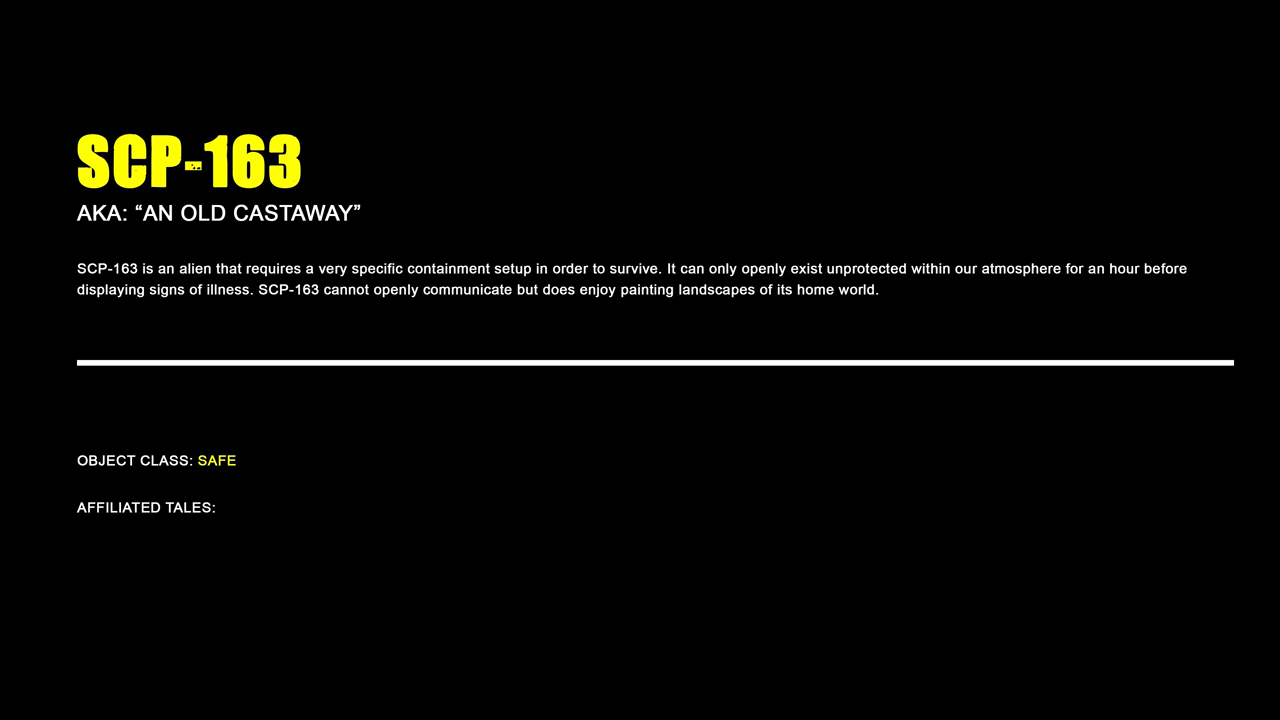 SCP-163
AKA: “AN OLD CASTAWAY”
SCP-163 is an alien that requires a very specific containment setup in order to survive. It can only openly exist unprotected within our atmosphere for an hour before
displaying signs of illness. SCP-163 cannot openly communicate but does enjoy painting landscapes of its home world.
OBJECT CLASS: SAFE
AFFILIATED TALES: